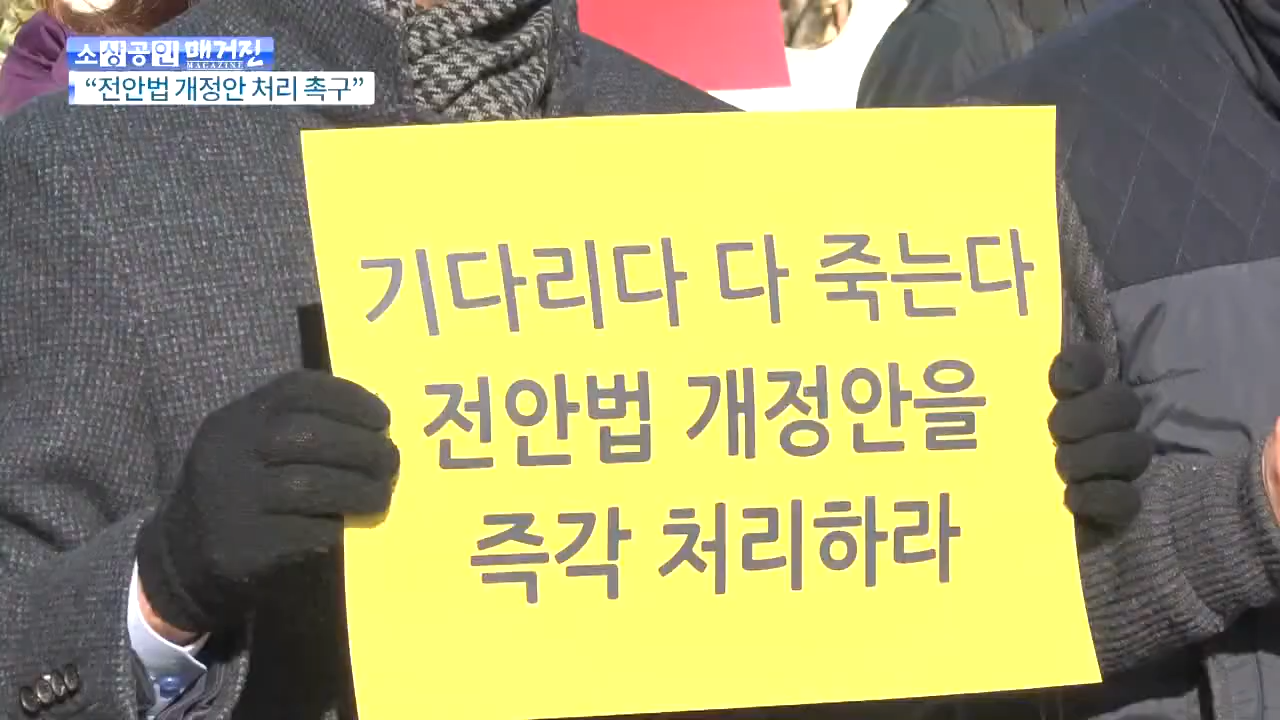 소상공인 매거진
MAGAZINE
“전안법 개정안 처리 촉구”
기다리다 다 죽는다
전안법 개정안을
즉각 처리하라